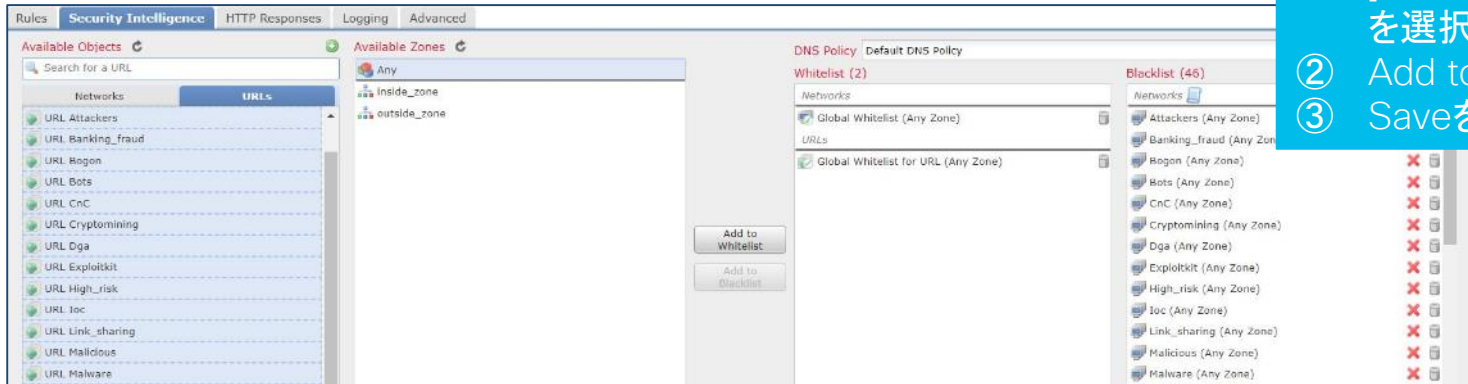 Rules Security Intelligence HTTP Responses Logging Advanced
Available Objects
Search for a URL
Networks URLs
URL Attackers
URL Banking_fraud
URL Bogon
URL Bots
URL CnC
URL Cryptomining
URL Dga
URL Exploitkit
URL High_risk
URL Ioc
URL Link_sharing
URL Malicious
URL Malware
Available Zones
Any
inside_zone
outside_zone
Add to
Whitelist
Add to
Blacklist
DNS Policy Default DNS Policy
Whitelist (2)
Networks
Global Whitelist (Any Zone)
URLs
Global Whitelist for URL (Any Zone)
Blacklist (46)
Networks
Attackers (Any Zone)
Banking_fraud (Any Zon
Bogon (Any Zone)
Bots (Any Zone)
CnC (Any Zone)
Cryptomining (Any Zone)
Dga (Any Zone)
Exploitkit (Any Zone)
High_risk (Any Zone)
Ioc (Any Zone)
Link_sharing (Any Zone)
Malicious (Any Zone)
Malware (Any Zone)
を選択
② Add to
③ Saveを